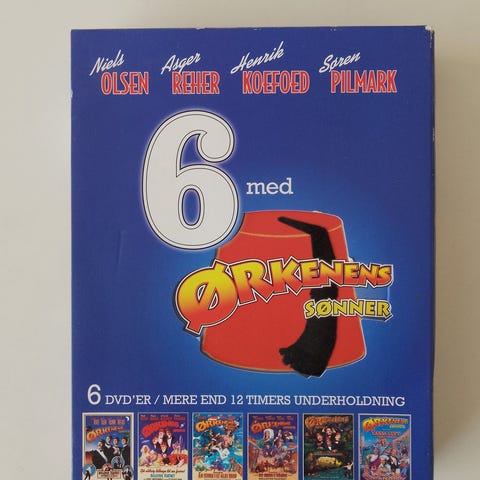 Niels Asger Henrik Søren
OLSEN REHER KOEFOED PILMARK
6 med
ØRKENENS
SØNNER
6 DVD'ER / MERE END 12 TIMERS UNDERHOLDNING